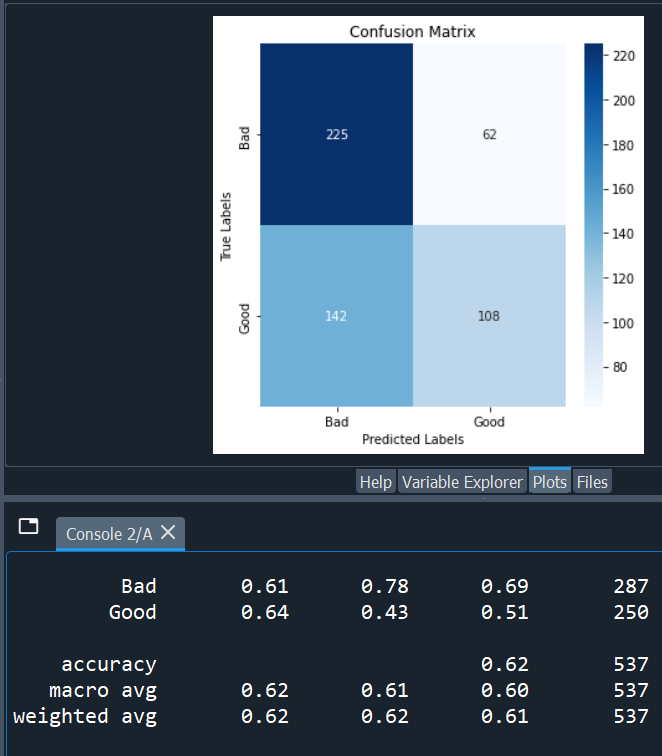 Confusion Matrix
True Labels
Bad
Good
225 62
142 108
Bad Good
Predicted Labels
220
200
180
160
140
120
100
80
Help Variable Explorer Plots Files
Console 2/A
Bad 0.61 0.78 0.69 287
Good 0.64 0.43 0.51 250
accuracy 0.62 537
macro avg 0.62 0.61 0.60 537
weighted avg 0.62 0.62 0.61 537